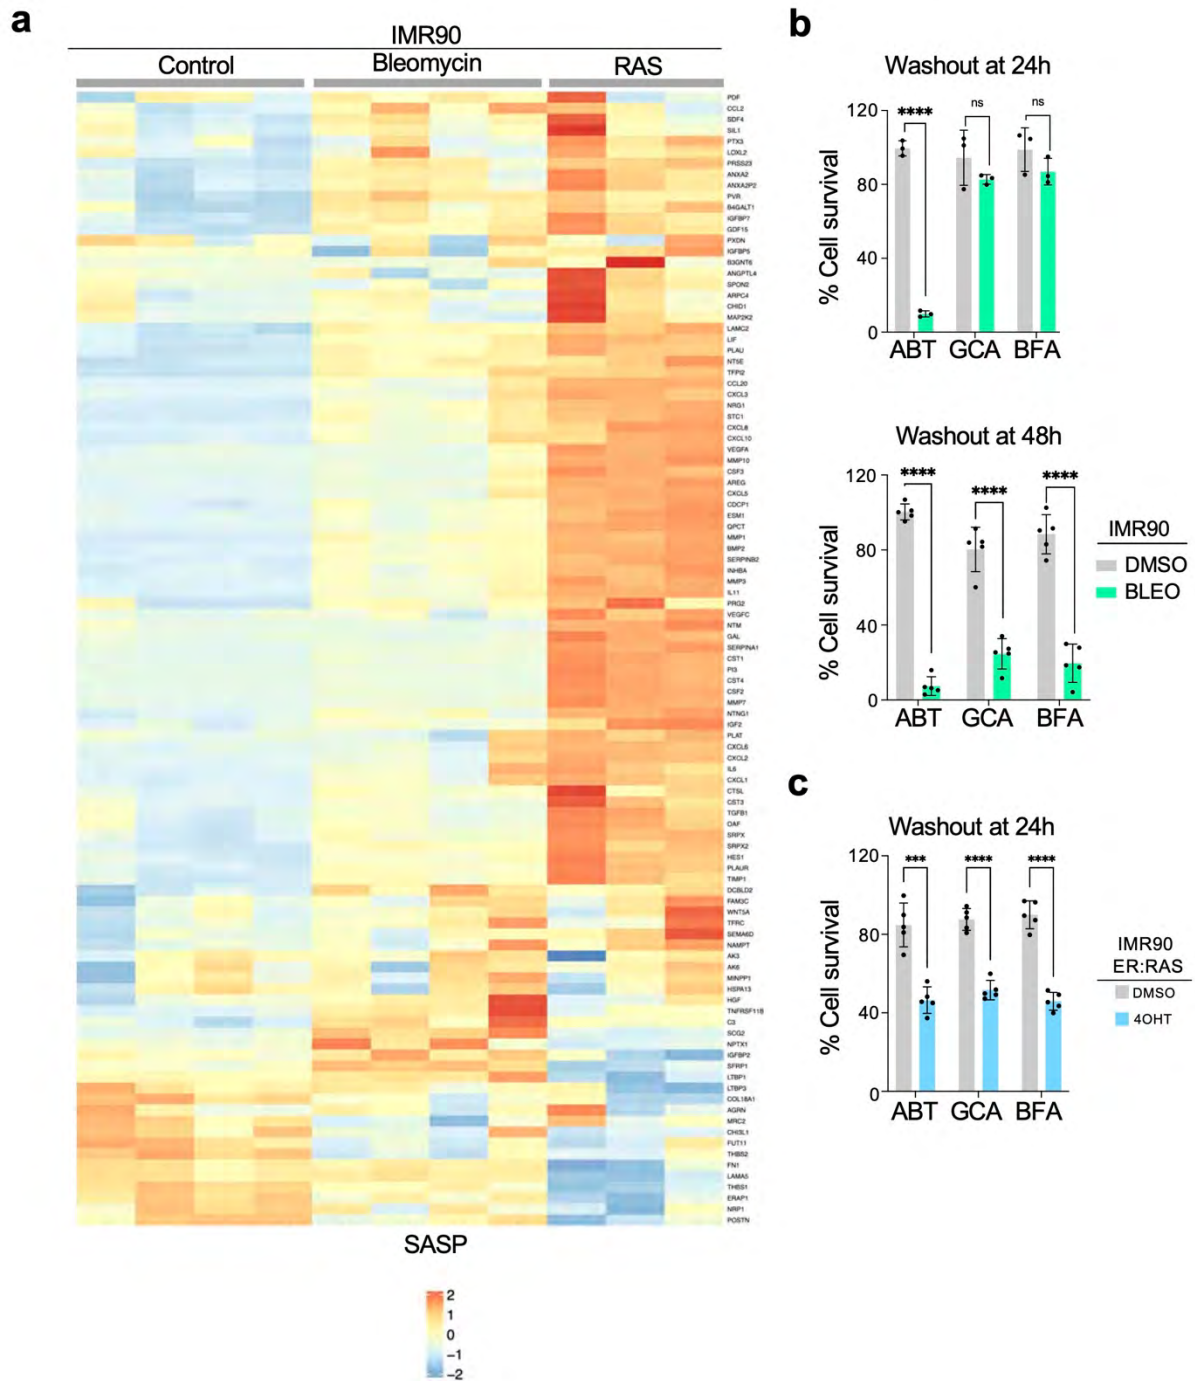 a
IMR90
Control Bleomycin RAS
PDF
CCL2
SDF4
SIL1
PTX3
LOXL2
PRSS23
ANXA2
ANXA2P2
PVR
B4GALT1
IGFBP7
GDF15
PXDN
IGFBP5
B3GNT6
ANGPTL4
SPON2
ARPC4
CHID1
MAP2K2
LAMC2
LIF
PLAU
NT5E
TFPI2
CCL20
CXCL3
NRG1
STC1
CXCL8
CXCL10
VEGFA
MMP10
CSF3
AREG
CXCL5
CDCP1
ESM1
QPCT
MMP1
BMP2
SERPINB2
INHBA
MMP3
IL11
PRG2
VEGFC
NTM
GAL
SERPINA1
CST1
PI3
CST4
CSF2
MMP7
NTNG1
IGF2
PLAT
CXCL6
CXCL2
IL6
CXCL1
CTSL
CST3
TGFB1
OAF
SRPX
SRPX2
HES1
PLAUR
TIMP1
DCBLD2
FAM3C
WNT5A
TFRC
SEMA6D
NAMPT
AK3
AK6
MINPP1
HSPA13
HGF
TNFRSF11B
C3
SCG2
NPTX1
IGFBP2
SFRP1
LTBP1
LTBP3
COL18A1
AGRN
MRC2
CHI3L1
FUT11
THBS2
FN1
LAMA5
THBS1
ERAP1
NRP1
POSTN
SASP
2
1
0
−1
−2
b
Washout at 24h
% Cell survival
120
80
40
0
**** ns ns
ABT GCA BFA
Washout at 48h
% Cell survival
120
80
40
0
**** **** ****
ABT GCA BFA
IMR90
DMSO
BLEO
c
Washout at 24h
% Cell survival
120
80
40
0
*** **** ****
ABT GCA BFA
IMR90
ER:RAS
DMSO
4OHT